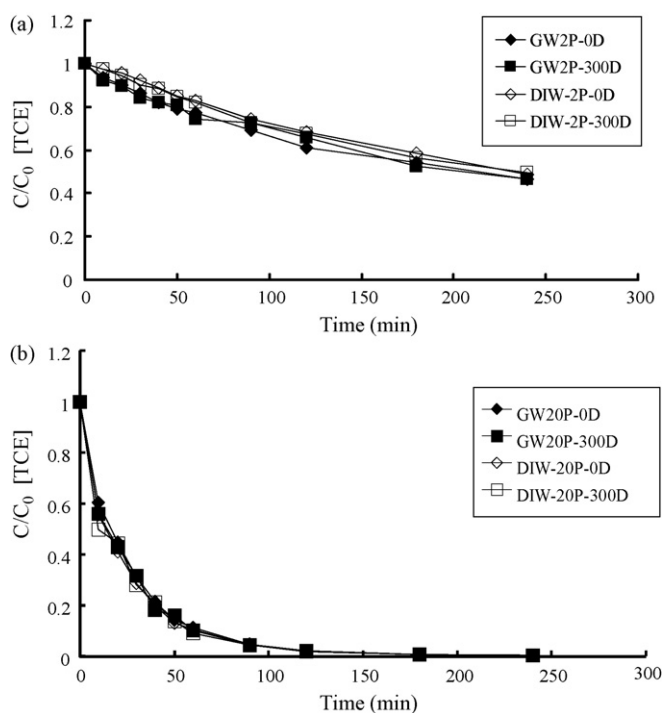 (a)
1.2
1
0.8
0.6
0.4
0.2
0
C/C₀ [TCE]
GW2P-0D
GW2P-300D
DIW-2P-0D
DIW-2P-300D
0 50 100 150 200 250 300
Time (min)
(b)
1.2
1
0.8
0.6
0.4
0.2
0
C/C₀ [TCE]
GW20P-0D
GW20P-300D
DIW-20P-0D
DIW-20P-300D
0 50 100 150 200 250 300
Time (min)